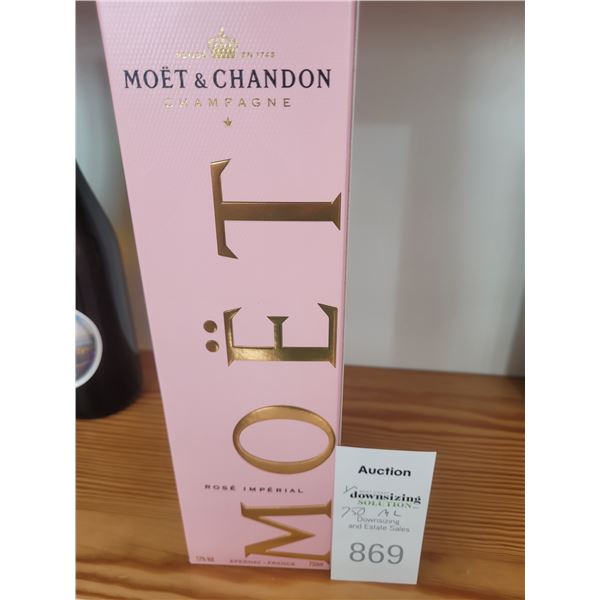 FONDÉ EN 1743
MOËT & CHANDON
CHAMPAGNE
MOËT
ROSÉ IMPÉRIAL
12% Vol.
EPERNAY - FRANCE
750ml
Auction
downsizing
SOLUTION
750 ML
Downsizing
and Estate Sales
869